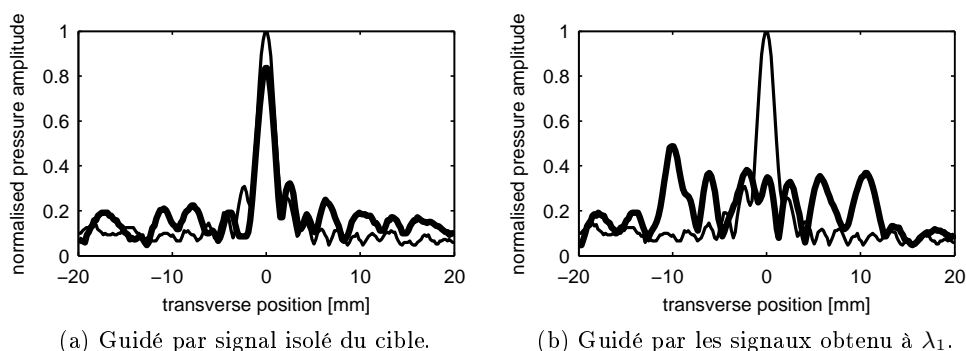 normalised pressure amplitude
1
0.8
0.6
0.4
0.2
0
−20 −10 0 10 20
transverse position [mm]
(a) Guidé par signal isolé du cible.
normalised pressure amplitude
1
0.8
0.6
0.4
0.2
0
−20 −10 0 10 20
transverse position [mm]
(b) Guidé par les signaux obtenu à λ₁.